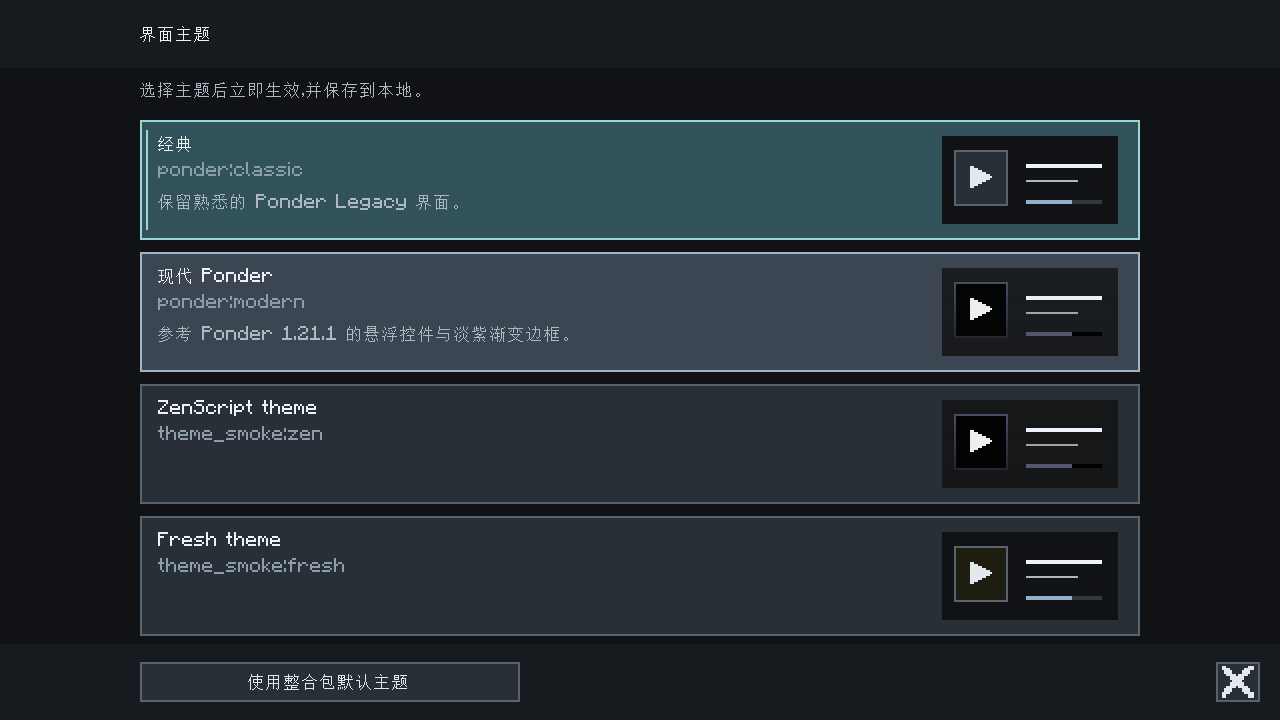 界面主题
选择主题后立即生效,并保存到本地。
经典
ponder:classic
保留熟悉的 Ponder Legacy 界面。
现代 Ponder
ponder:modern
参考 Ponder 1.21.1 的悬浮控件与淡紫渐变边框。
ZenScript theme
theme_smoke:zen
Fresh theme
theme_smoke:fresh
使用整合包默认主题